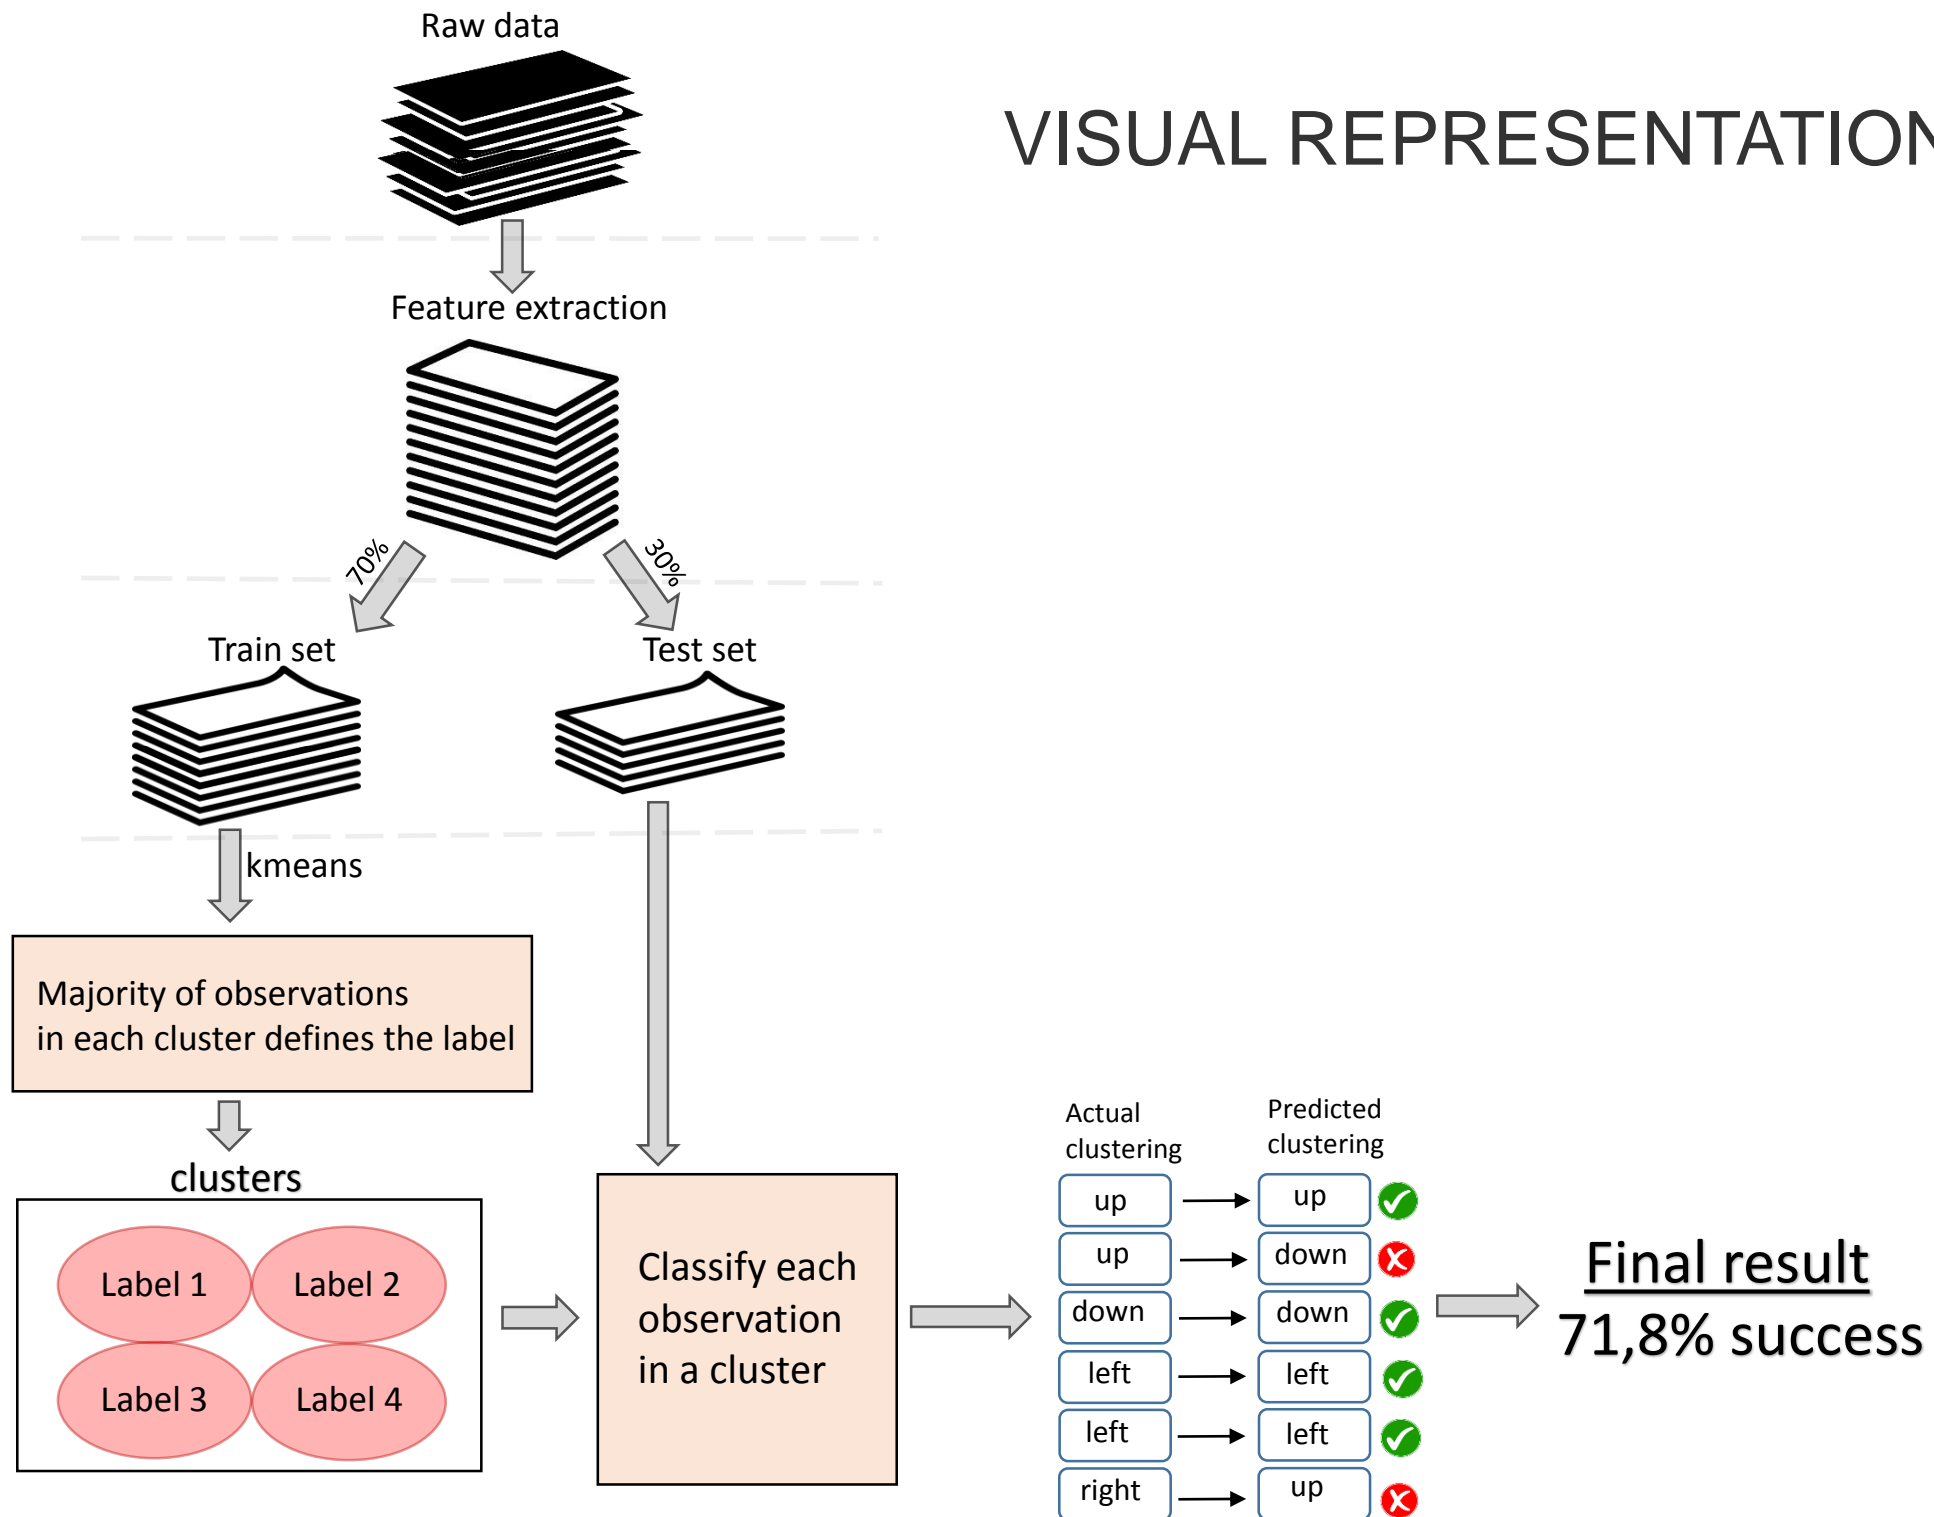 Raw data
VISUAL REPRESENTATION
Feature extraction
70%
30%
Train set
Test set
kmeans
Majority of observations
in each cluster defines the label
clusters
Label 1
Label 2
Label 3
Label 4
Classify each
observation
in a cluster
Actual
clustering
Predicted
clustering
up
up
up
down
down
down
left
left
left
left
right
up
Final result
71,8% success